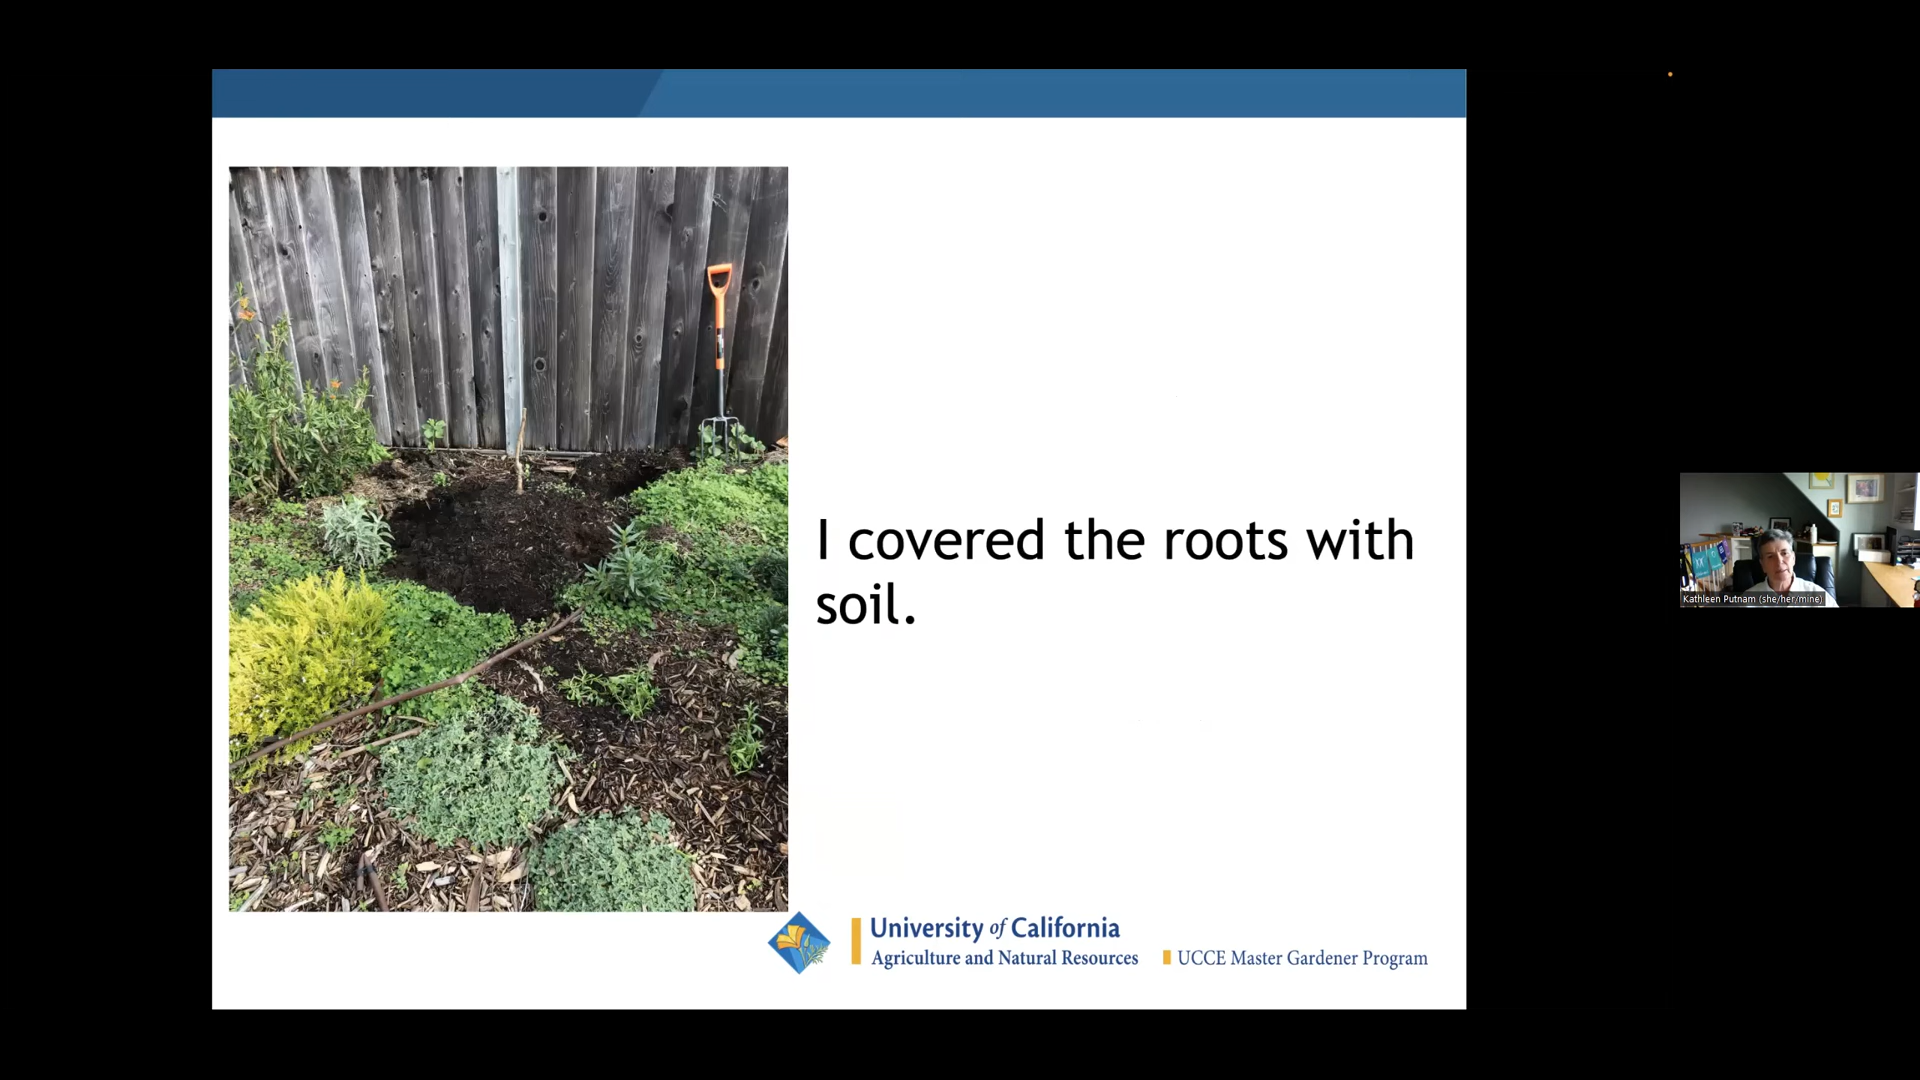 I covered the roots with
soil.
University of California
Agriculture and Natural Resources
UCCE Master Gardener Program
Kathleen Putnam (she/her/mine)